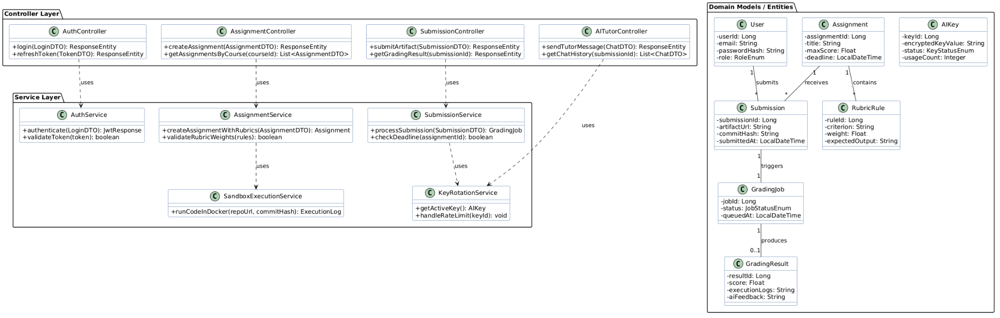 Controller Layer
C AuthController
+login(LoginDTO): ResponseEntity
+refreshToken(TokenDTO): ResponseEntity
C AssignmentController
+createAssignment(AssignmentDTO): ResponseEntity
+getAssignmentsByCourse(courseId): List<AssignmentDTO>
C SubmissionController
+submitArtifact(SubmissionDTO): ResponseEntity
+getGradingResult(submissionId): ResponseEntity
C AITutorController
+sendTutorMessage(ChatDTO): ResponseEntity
+getChatHistory(submissionId): List<ChatDTO>
uses
uses
uses
uses
Service Layer
C AuthService
+authenticate(LoginDTO): JwtResponse
+validateToken(token): boolean
C AssignmentService
+createAssignmentWithRubrics(AssignmentDTO): Assignment
+validateRubricWeights(rules): boolean
C SubmissionService
+processSubmission(SubmissionDTO): GradingJob
+checkDeadline(assignmentId): boolean
uses
uses
C SandboxExecutionService
+runCodeInDocker(repoUrl, commitHash): ExecutionLog
C KeyRotationService
+getActiveKey(): AIKey
+handleRateLimit(keyId): void
Domain Models / Entities
C User
-userId: Long
-email: String
-passwordHash: String
-role: RoleEnum
C Assignment
-assignmentId: Long
-title: String
-maxScore: Float
-deadline: LocalDateTime
C AIKey
-keyId: Long
-encryptedKeyValue: String
-status: KeyStatusEnum
-usageCount: Integer
1
submits
*
1
receives
*
1
contains
*
C Submission
-submissionId: Long
-artifactUrl: String
-commitHash: String
-submittedAt: LocalDateTime
C RubricRule
-ruleId: Long
-criterion: String
-weight: Float
-expectedOutput: String
1
triggers
1
C GradingJob
-jobId: Long
-status: JobStatusEnum
-queuedAt: LocalDateTime
1
produces
0..1
C GradingResult
-resultId: Long
-score: Float
-executionLogs: String
-aiFeedback: String